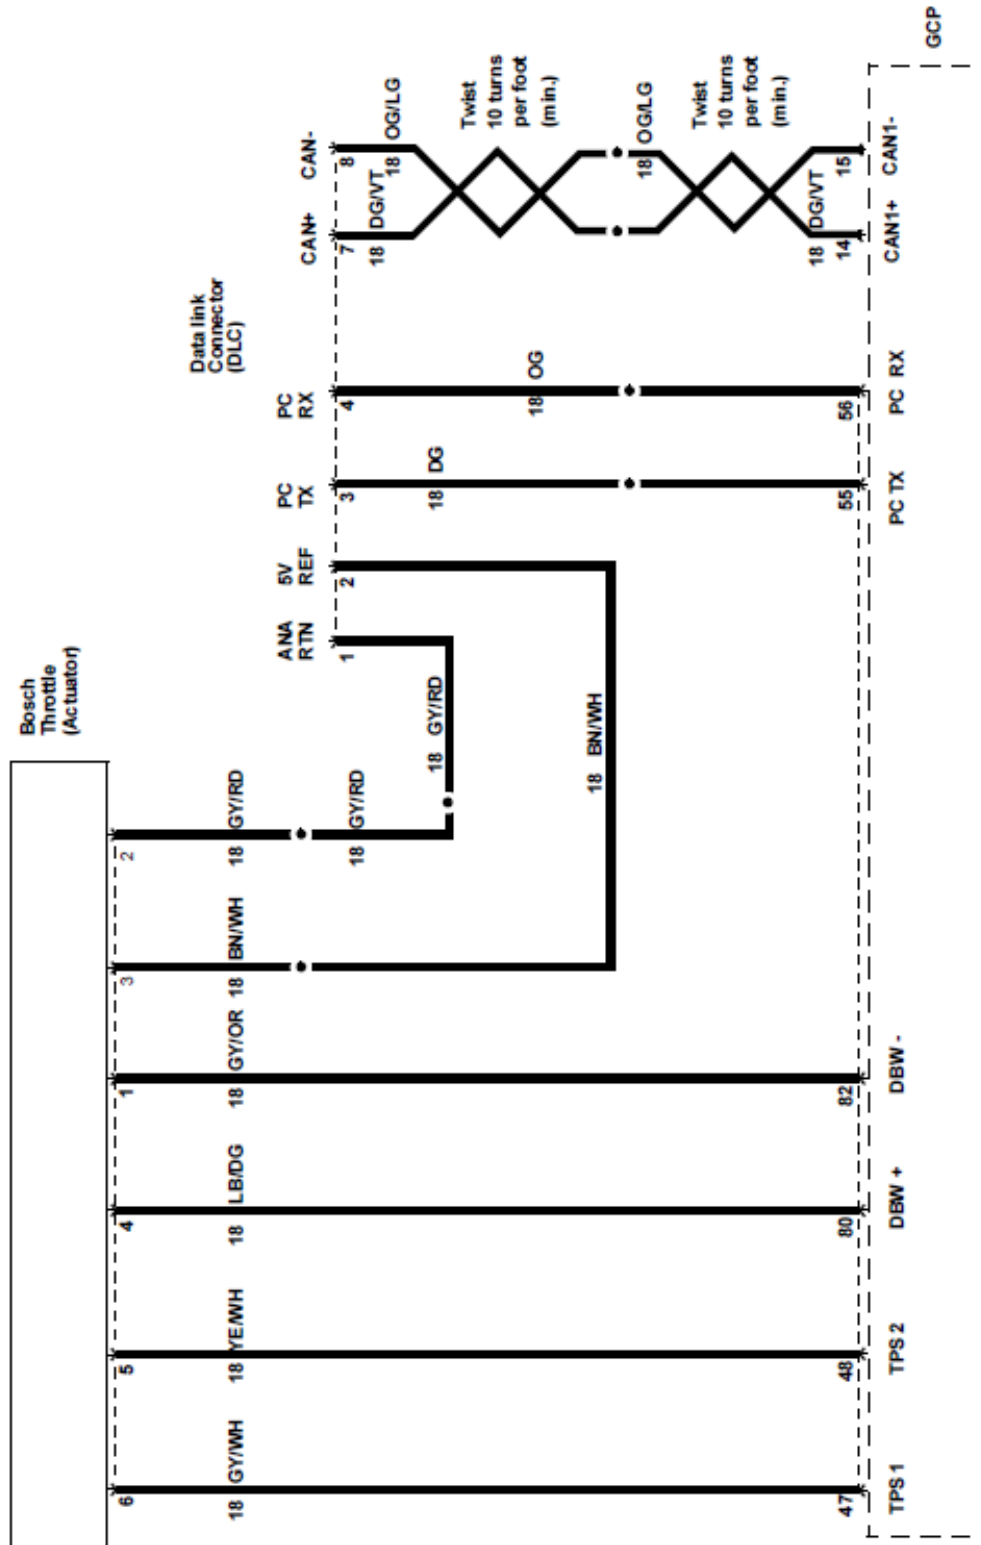 Bosch
Throttle
(Actuator)
Data link
Connector
(DLC)
GCP
CAN-
8
18 OG/LG
Twist
10 turns
per foot
(min.)
18 OG/LG
Twist
10 turns
per foot
(min.)
15
CAN1-
CAN+
7
18 DG/VT
18 DG/VT
14
CAN1+
PC
RX
4
18 OG
56
PC RX
PC
TX
3
18 DG
55
PC TX
5V
REF
2
18 BN/WH
ANA
RTN
1
18 GY/RD
2
18 GY/RD
18 GY/RD
3
18 BN/WH
1
18 GY/OR
82
DBW -
4
18 LB/DG
80
DBW +
5
18 YE/WH
48
TPS 2
6
18 GY/WH
47
TPS 1